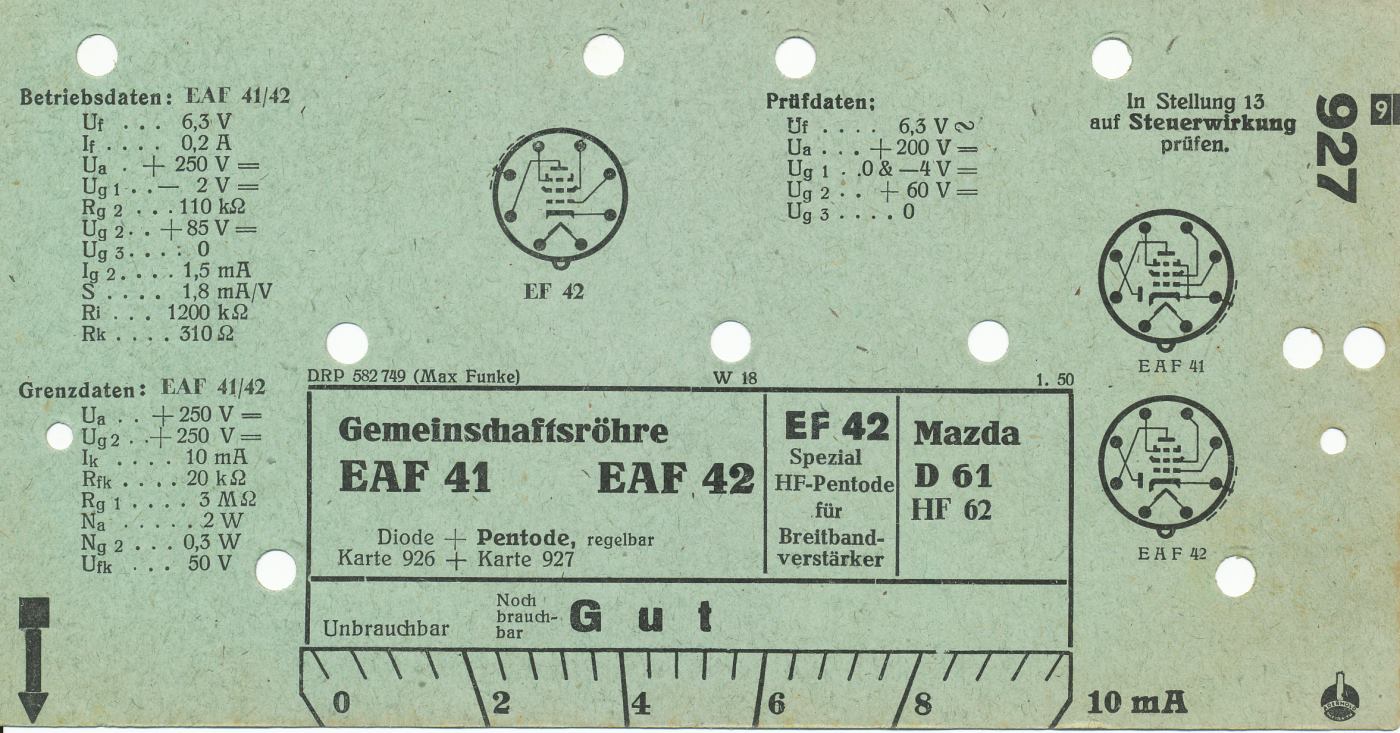 Betriebsdaten: EAF 41/42
Uf . . . . 6,3 V
If . . . . 0,2 A
Ua . + 250 V =
Ug 1 . . — 2 V =
Rg 2 . . . 110 kΩ
Ug 2 . . + 85 V =
Ug 3 . . . . 0
Ig 2 . . . . 1,5 mA
S . . . . 1,8 mA/V
Ri . . . 1200 kΩ
Rk . . . . 310 Ω
Grenzdaten: EAF 41/42
Ua . . + 250 V =
Ug2 . . + 250 V =
Ik . . . . 10 mA
Rfk . . . . 20 kΩ
Rg 1 . . . . 3 MΩ
Na . . . . . 2 W
Ng 2 . . . 0,3 W
Ufk . . . 50 V
EF 42
Prüfdaten;
Uf . . . . 6,3 V ∼
Ua . . . + 200 V =
Ug 1 . . 0 & —4 V =
Ug 2 . . + 60 V =
Ug 3 . . . . 0
In Stellung 13
auf Steuerwirkung
prüfen.
927
9
EAF 41
EAF 42
DRP 582749 (Max Funke) W 18 1. 50
Gemeinschaftsröhre
EAF 41 EAF 42
Diode + Pentode, regelbar
Karte 926 + Karte 927
EF 42
Spezial
HF-Pentode
für
Breitband-
verstärker
Mazda
D 61
HF 62
Unbrauchbar
Noch
brauch-
bar
Gut
0 2 4 6 8 10 mA